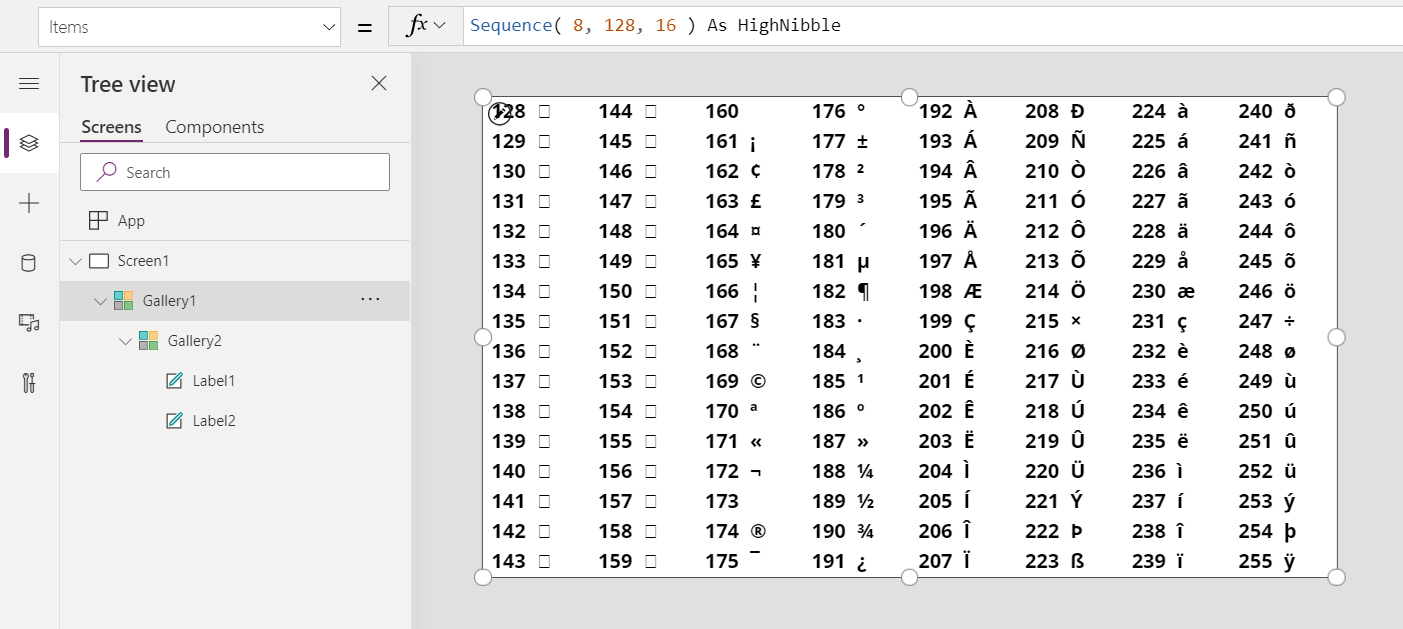 Items = fx Sequence( 8, 128, 16 ) As HighNibble
Tree view
Screens Components
Search
App
Screen1
Gallery1 ...
Gallery2
Label1
Label2
128 □ 144 □ 160 176 ° 192 À 208 Ð 224 à 240 ð
129 □ 145 □ 161 ¡ 177 ± 193 Á 209 Ñ 225 á 241 ñ
130 □ 146 □ 162 ¢ 178 ² 194 Â 210 Ò 226 â 242 ò
131 □ 147 □ 163 £ 179 ³ 195 Ã 211 Ó 227 ã 243 ó
132 □ 148 □ 164 ¤ 180 ´ 196 Ä 212 Ô 228 ä 244 ô
133 □ 149 □ 165 ¥ 181 µ 197 Å 213 Õ 229 å 245 õ
134 □ 150 □ 166 ¦ 182 ¶ 198 Æ 214 Ö 230 æ 246 ö
135 □ 151 □ 167 § 183 · 199 Ç 215 × 231 ç 247 ÷
136 □ 152 □ 168 ¨ 184 ¸ 200 È 216 Ø 232 è 248 ø
137 □ 153 □ 169 © 185 ¹ 201 É 217 Ù 233 é 249 ù
138 □ 154 □ 170 ª 186 º 202 Ê 218 Ú 234 ê 250 ú
139 □ 155 □ 171 « 187 » 203 Ë 219 Û 235 ë 251 û
140 □ 156 □ 172 ¬ 188 ¼ 204 Ì 220 Ü 236 ì 252 ü
141 □ 157 □ 173 189 ½ 205 Í 221 Ý 237 í 253 ý
142 □ 158 □ 174 ® 190 ¾ 206 Î 222 Þ 238 î 254 þ
143 □ 159 □ 175 ¯ 191 ¿ 207 Ï 223 ß 239 ï 255 ÿ